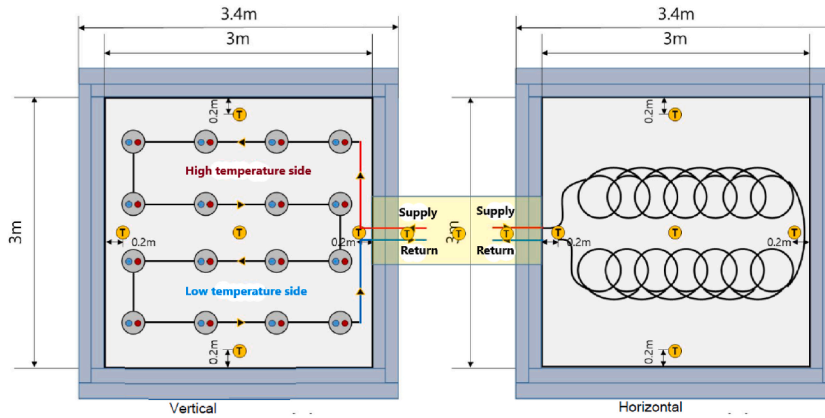 3.4m
3m
3.4m
3m
T
0.2m
T
0.2m
High temperature side
Supply
Supply
T
T
T
T
T
T
T
T
T
0.2m
0.2m
0.2m
0.2m
3m
3m
Return
Return
Low temperature side
T
0.2m
T
0.2m
Vertical
Horizontal